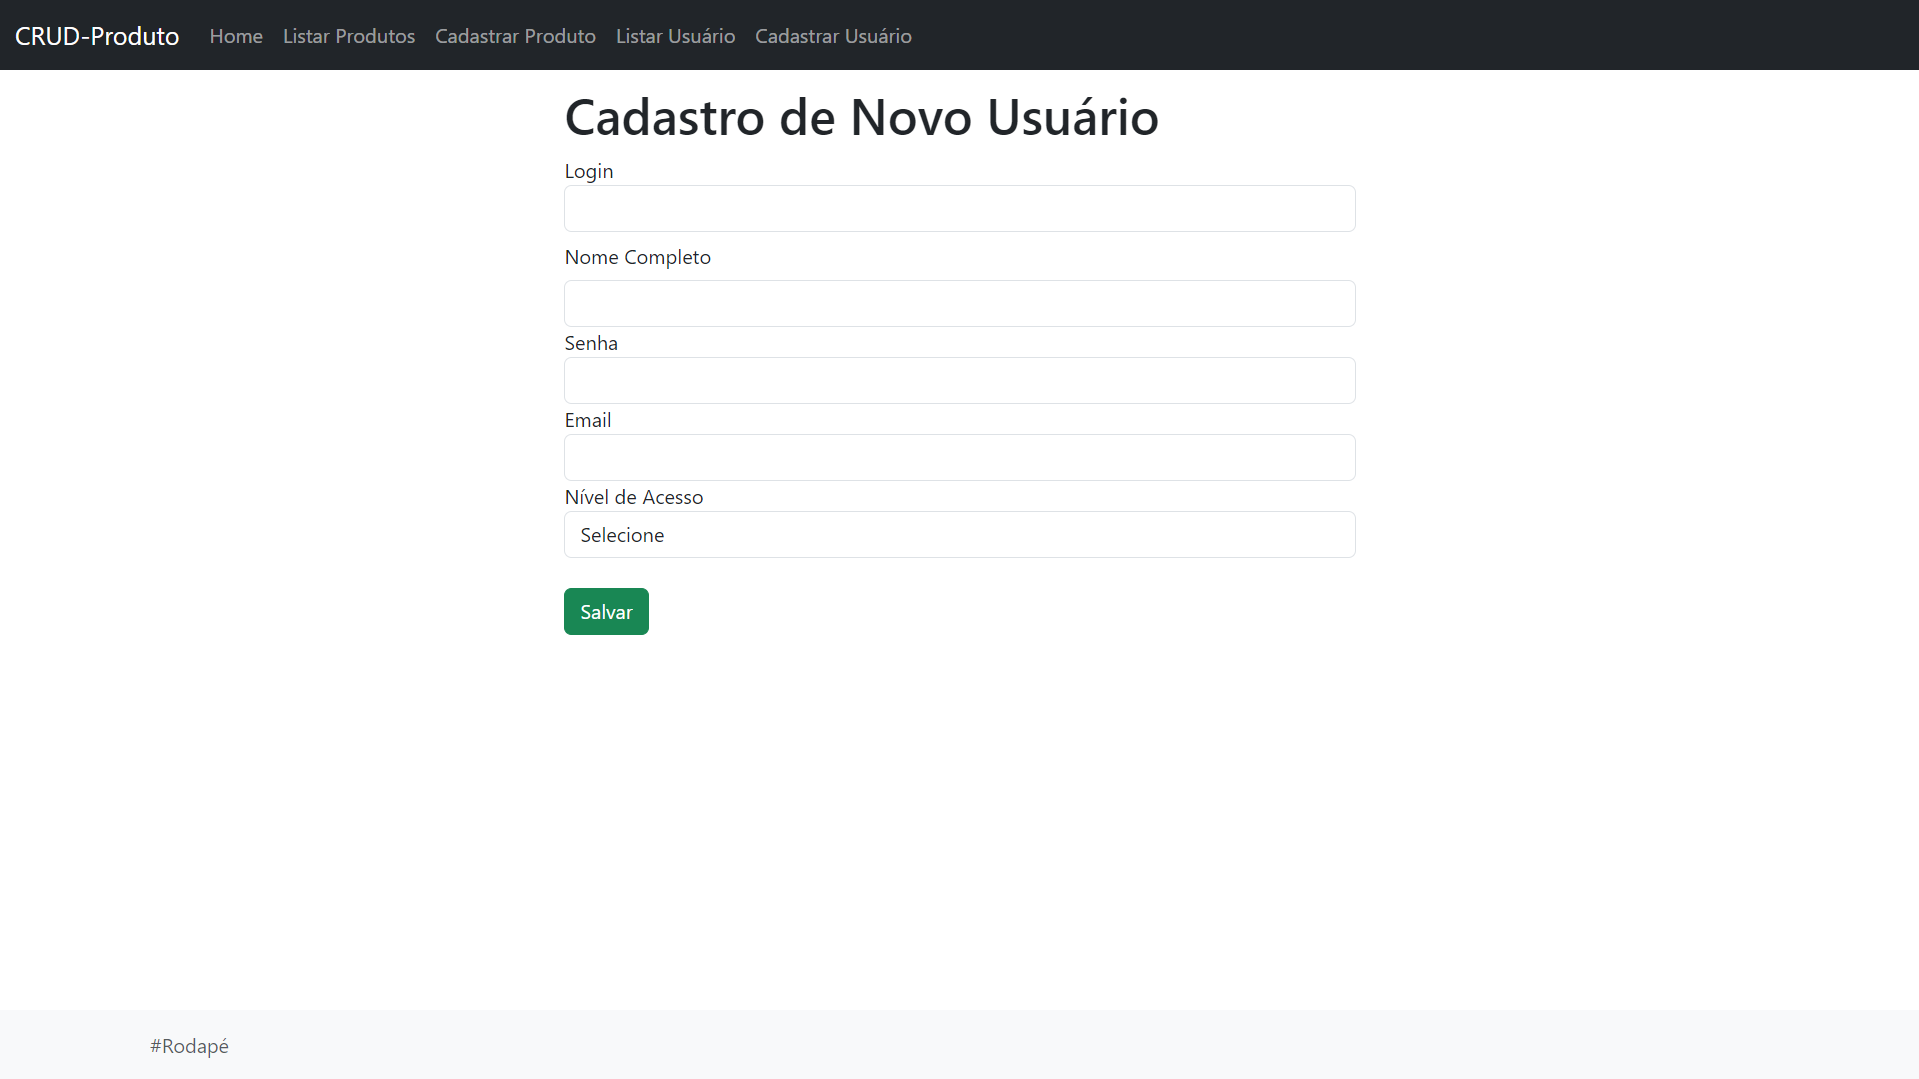 CRUD-Produto Home Listar Produtos Cadastrar Produto Listar Usuário Cadastrar Usuário
Cadastro de Novo Usuário
Login
Nome Completo
Senha
Email
Nível de Acesso
Selecione
Salvar
#Rodapé